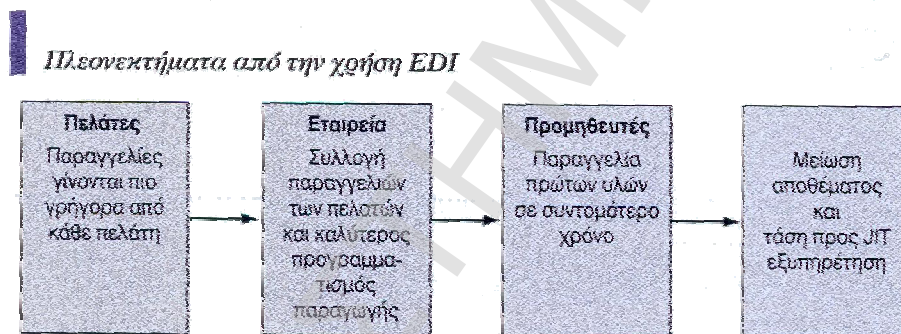 Πλεονεκτήματα από την χρήση EDI
Πελάτες
Παραγγελίες
γίνονται πιο
γρήγορα από
κάθε πελάτη
Εταιρεία
Συλλογή
παραγγελιών
των πελατών
και καλύτερος
προγραμμα-
τισμός
παραγωγής
Προμηθευτές
Παραγγελία
πρώτων υλών
σε συντομότερο
χρόνο
Μείωση
αποθέματος
και
τάση προς JIT
εξυπηρέτηση